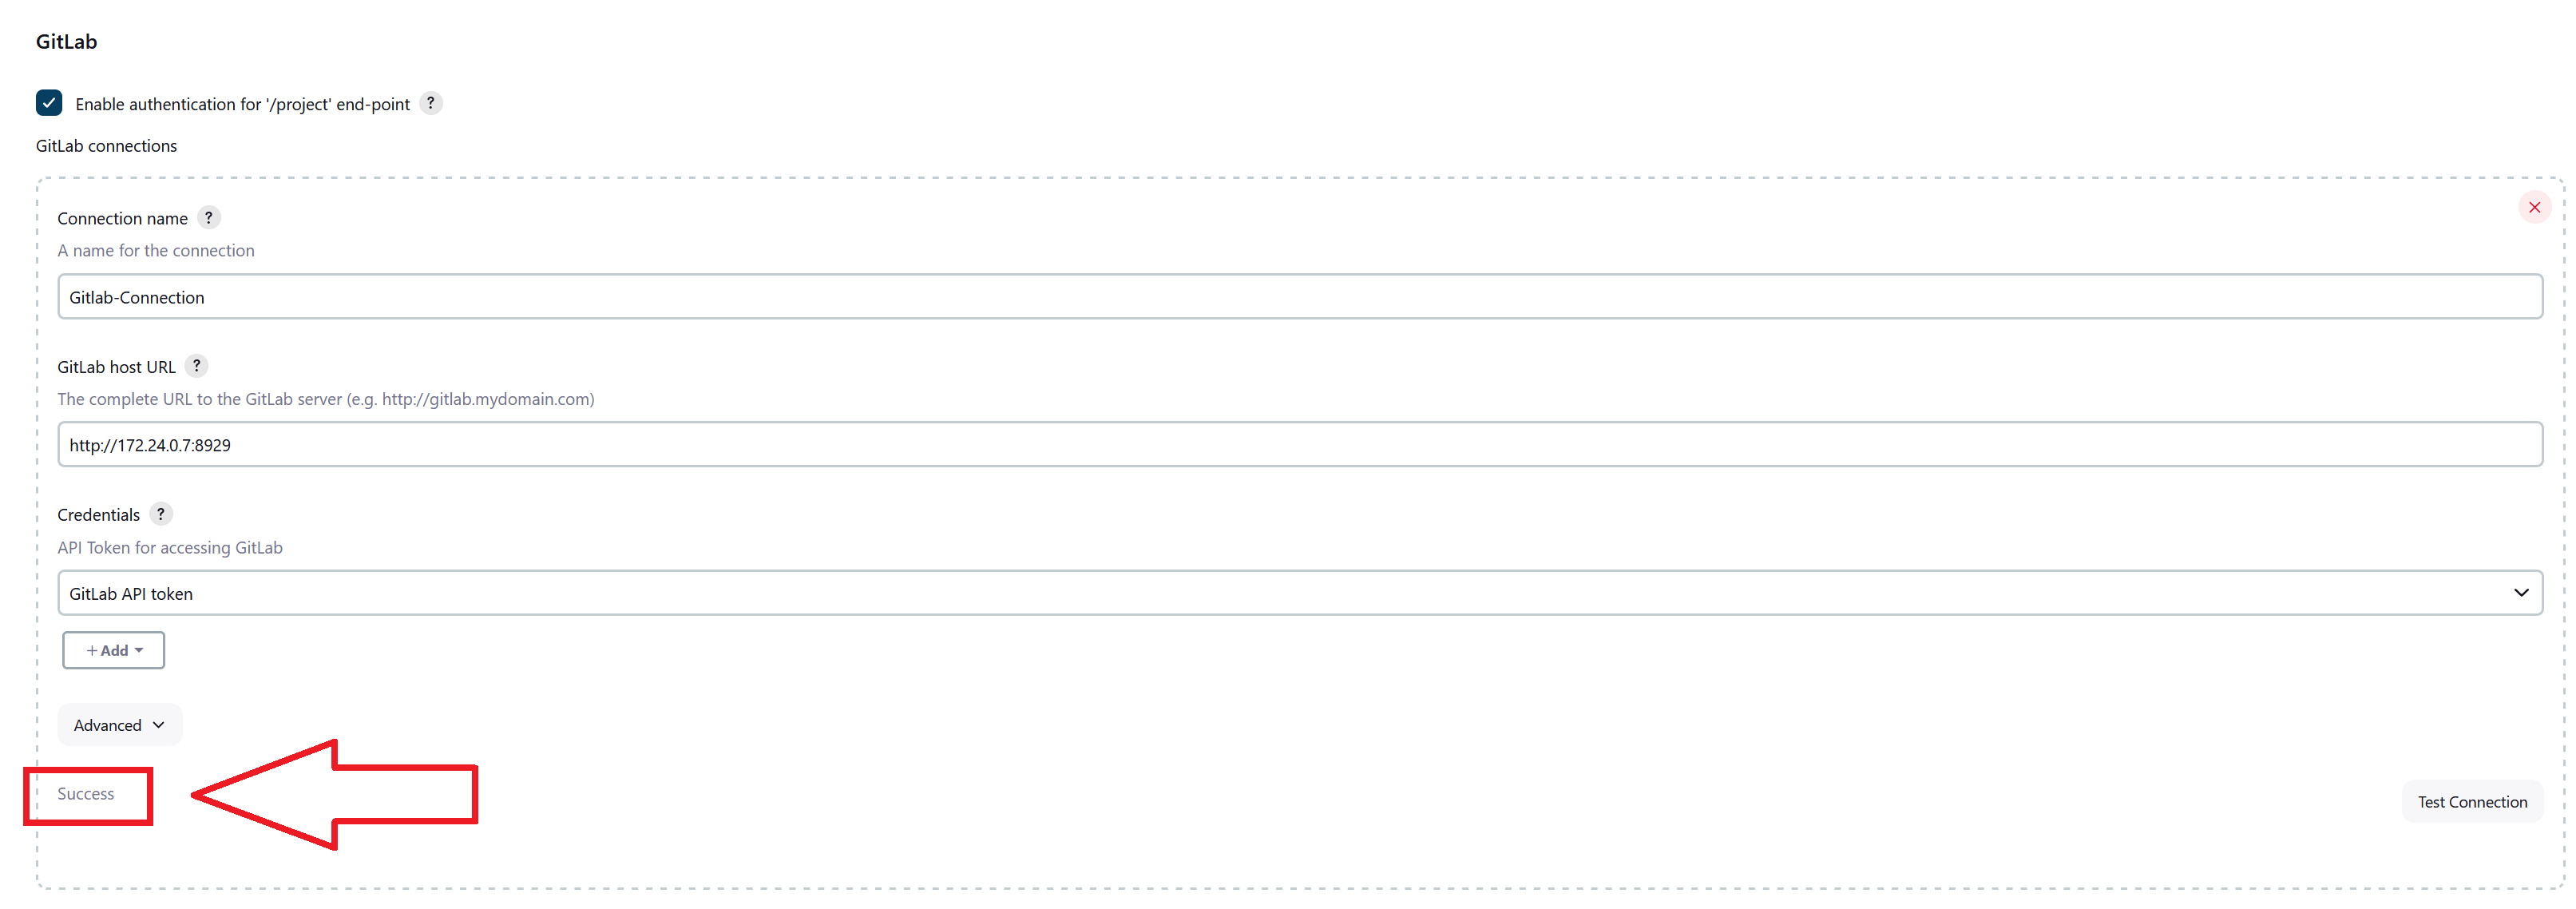 GitLab
Enable authentication for '/project' end-point ?
GitLab connections
Connection name ?
A name for the connection
Gitlab-Connection
GitLab host URL ?
The complete URL to the GitLab server (e.g. http://gitlab.mydomain.com)
http://172.24.0.7:8929
Credentials ?
API Token for accessing GitLab
GitLab API token
+ Add
Advanced
Success
Test Connection